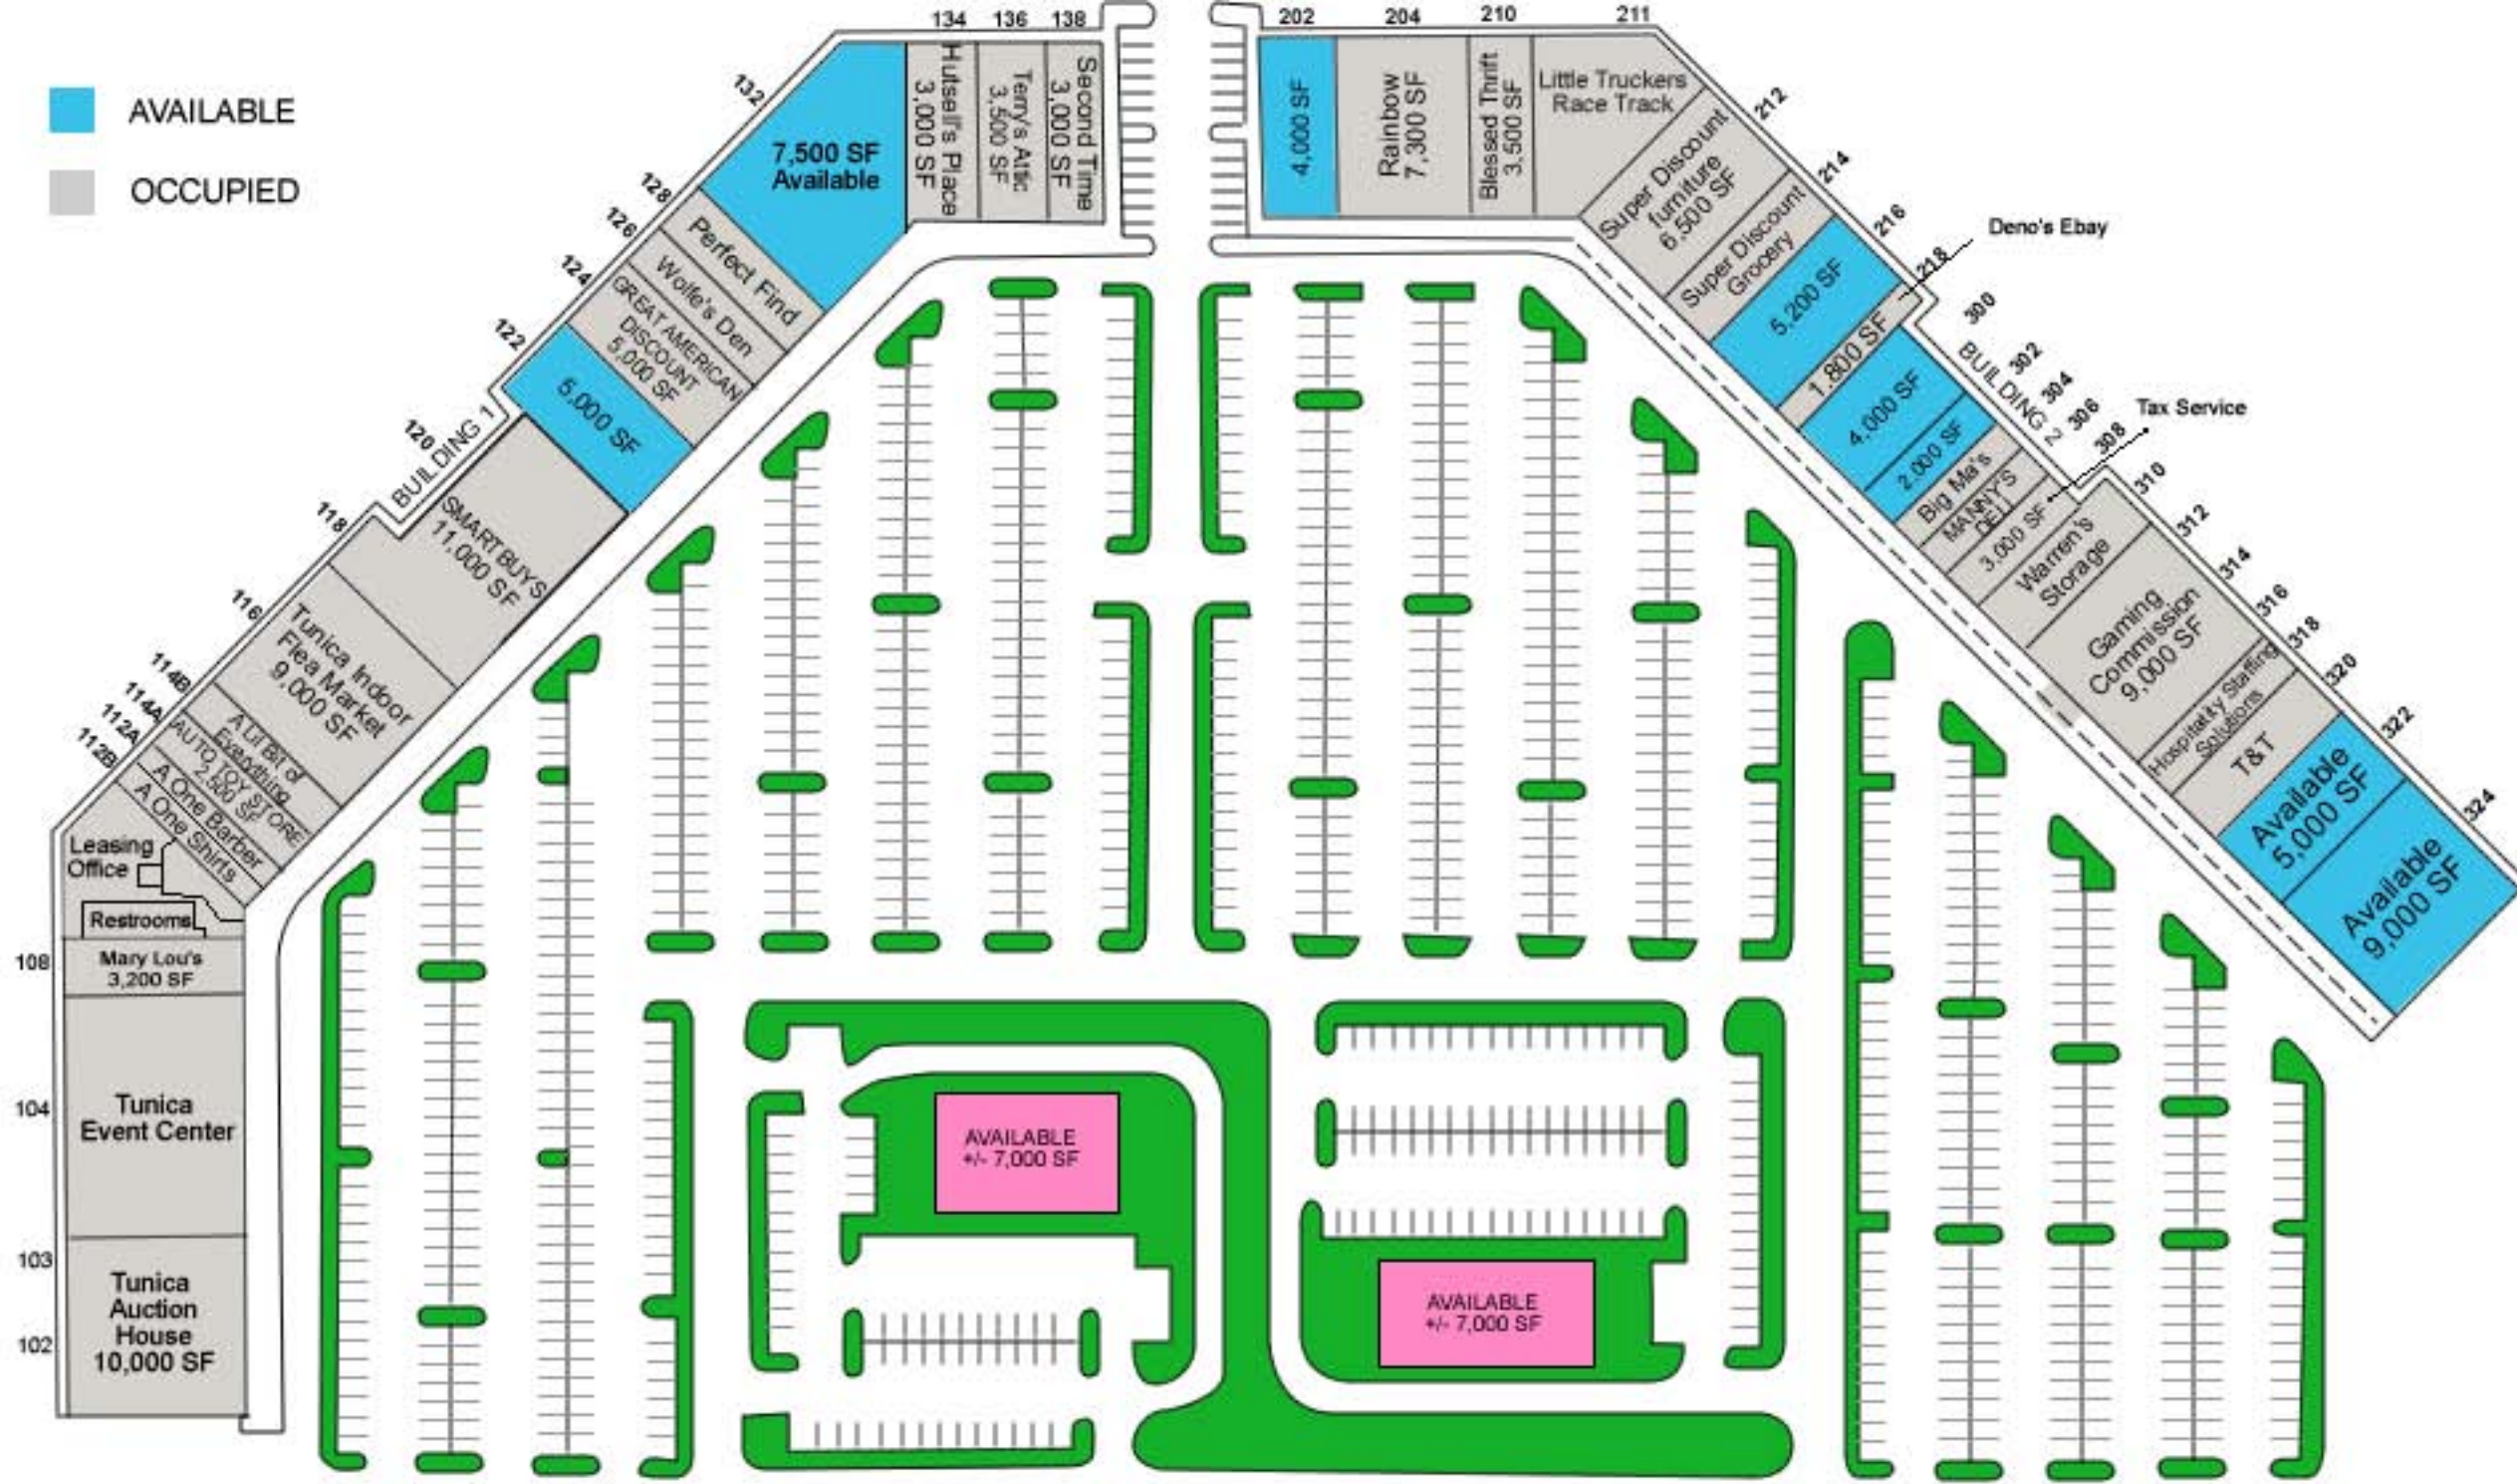 AVAILABLE
OCCUPIED
134
136
138
132
7,500 SF
Available
Hutsell's Place
3,000 SF
Terry's Attic
3,500 SF
Second Time
3,000 SF
128
Perfect Find
126
Wolfe's Den
124
GREAT AMERICAN
DISCOUNT
5,000 SF
122
5,000 SF
BUILDING 1
120
SMARTBUYS
11,000 SF
118
116
Tunica Indoor
Flea Market
9,000 SF
114B
A Lil Bit of
Everything
114A
AUTO TOY STORE
2,500 SF
112A
A One Barber
112B
A One Shirts
Leasing
Office
Restrooms
108
Mary Lou's
3,200 SF
104
Tunica
Event Center
103
102
Tunica
Auction
House
10,000 SF
202
204
210
211
4,000 SF
Rainbow
7,300 SF
Blessed Thrift
3,500 SF
Little Truckers
Race Track
212
Super Discount
furniture
6,500 SF
214
Super Discount
Grocery
216
5,200 SF
218
Deno's Ebay
1,800 SF
300
BUILDING 2
4,000 SF
302
2,000 SF
304
Big Ma's
306
MANNY'S
DELI
308
Tax Service
3,000 SF
310
Warren's
Storage
312
314
Gaming
Commission
9,000 SF
316
318
Hospitality Staffing
Solutions
320
T&T
322
Available
5,000 SF
324
Available
9,000 SF
AVAILABLE
+/- 7,000 SF
AVAILABLE
+/- 7,000 SF